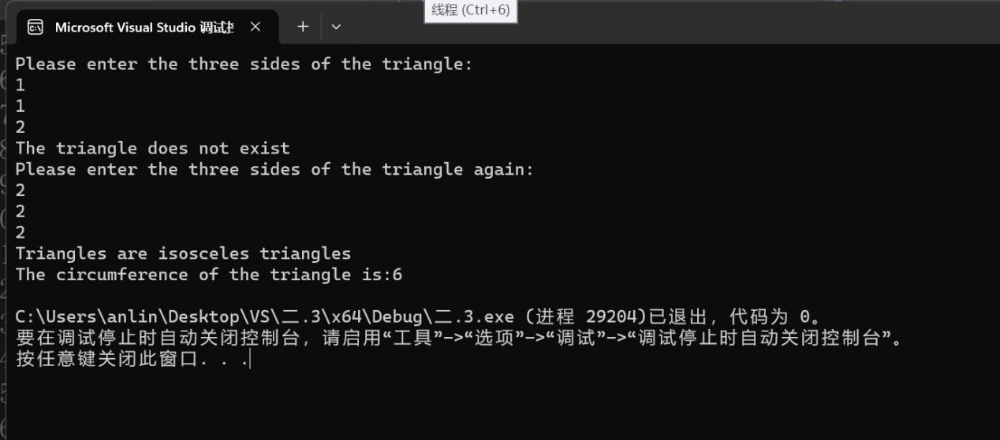 线程 (Ctrl+6)
Microsoft Visual Studio 调试
Please enter the three sides of the triangle:
1
1
2
The triangle does not exist
Please enter the three sides of the triangle again:
2
2
2
Triangles are isosceles triangles
The circumference of the triangle is:6
C:\Users\anlin\Desktop\VS\二.3\x64\Debug\二.3.exe (进程 29204)已退出，代码为 0。
要在调试停止时自动关闭控制台，请启用“工具”->“选项”->“调试”->“调试停止时自动关闭控制台”。
按任意键关闭此窗口. . .